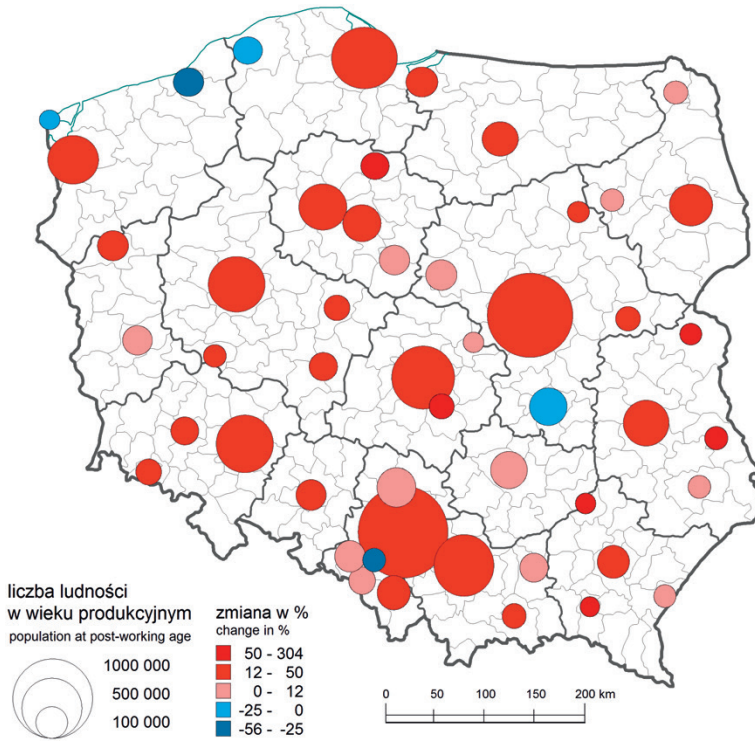 liczba ludności
w wieku produkcyjnym
population at post-working age
1000 000
500 000
100 000
zmiana w %
change in %
50 - 304
12 - 50
0 - 12
-25 - 0
-56 - -25
0 50 100 150 200 km